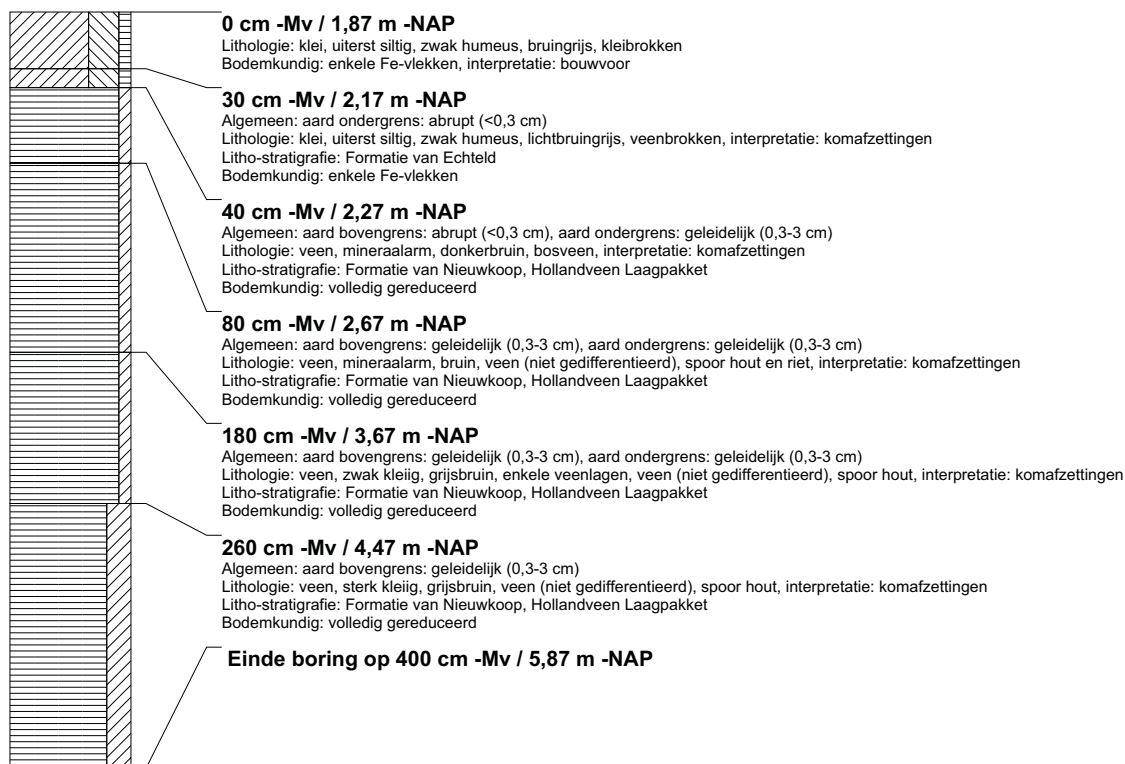 0 cm -Mv / 1,87 m -NAP
Lithologie: klei, uiterst siltig, zwak humeus, bruingrijs, kleibrokken
Bodemkundig: enkele Fe-vlekken, interpretatie: bouwvoor
30 cm -Mv / 2,17 m -NAP
Algemeen: aard ondergrens: abrupt (<0,3 cm)
Lithologie: klei, uiterst siltig, zwak humeus, lichtbruingrijs, veenbrokken, interpretatie: komafzettingen
Litho-stratigrafie: Formatie van Echteld
Bodemkundig: enkele Fe-vlekken
40 cm -Mv / 2,27 m -NAP
Algemeen: aard bovengrens: abrupt (<0,3 cm), aard ondergrens: geleidelijk (0,3-3 cm)
Lithologie: veen, mineraalarm, donkerbruin, bosveen, interpretatie: komafzettingen
Litho-stratigrafie: Formatie van Nieuwkoop, Hollandveen Laagpakket
Bodemkundig: volledig gereduceerd
80 cm -Mv / 2,67 m -NAP
Algemeen: aard bovengrens: geleidelijk (0,3-3 cm), aard ondergrens: geleidelijk (0,3-3 cm)
Lithologie: veen, mineraalarm, bruin, veen (niet gedifferentieerd), spoor hout en riet, interpretatie: komafzettingen
Litho-stratigrafie: Formatie van Nieuwkoop, Hollandveen Laagpakket
Bodemkundig: volledig gereduceerd
180 cm -Mv / 3,67 m -NAP
Algemeen: aard bovengrens: geleidelijk (0,3-3 cm), aard ondergrens: geleidelijk (0,3-3 cm)
Lithologie: veen, zwak kleiig, grijsbruin, enkele veenlagen, veen (niet gedifferentieerd), spoor hout, interpretatie: komafzettingen
Litho-stratigrafie: Formatie van Nieuwkoop, Hollandveen Laagpakket
Bodemkundig: volledig gereduceerd
260 cm -Mv / 4,47 m -NAP
Algemeen: aard bovengrens: geleidelijk (0,3-3 cm)
Lithologie: veen, sterk kleiig, grijsbruin, veen (niet gedifferentieerd), spoor hout, interpretatie: komafzettingen
Litho-stratigrafie: Formatie van Nieuwkoop, Hollandveen Laagpakket
Bodemkundig: volledig gereduceerd
Einde boring op 400 cm -Mv / 5,87 m -NAP